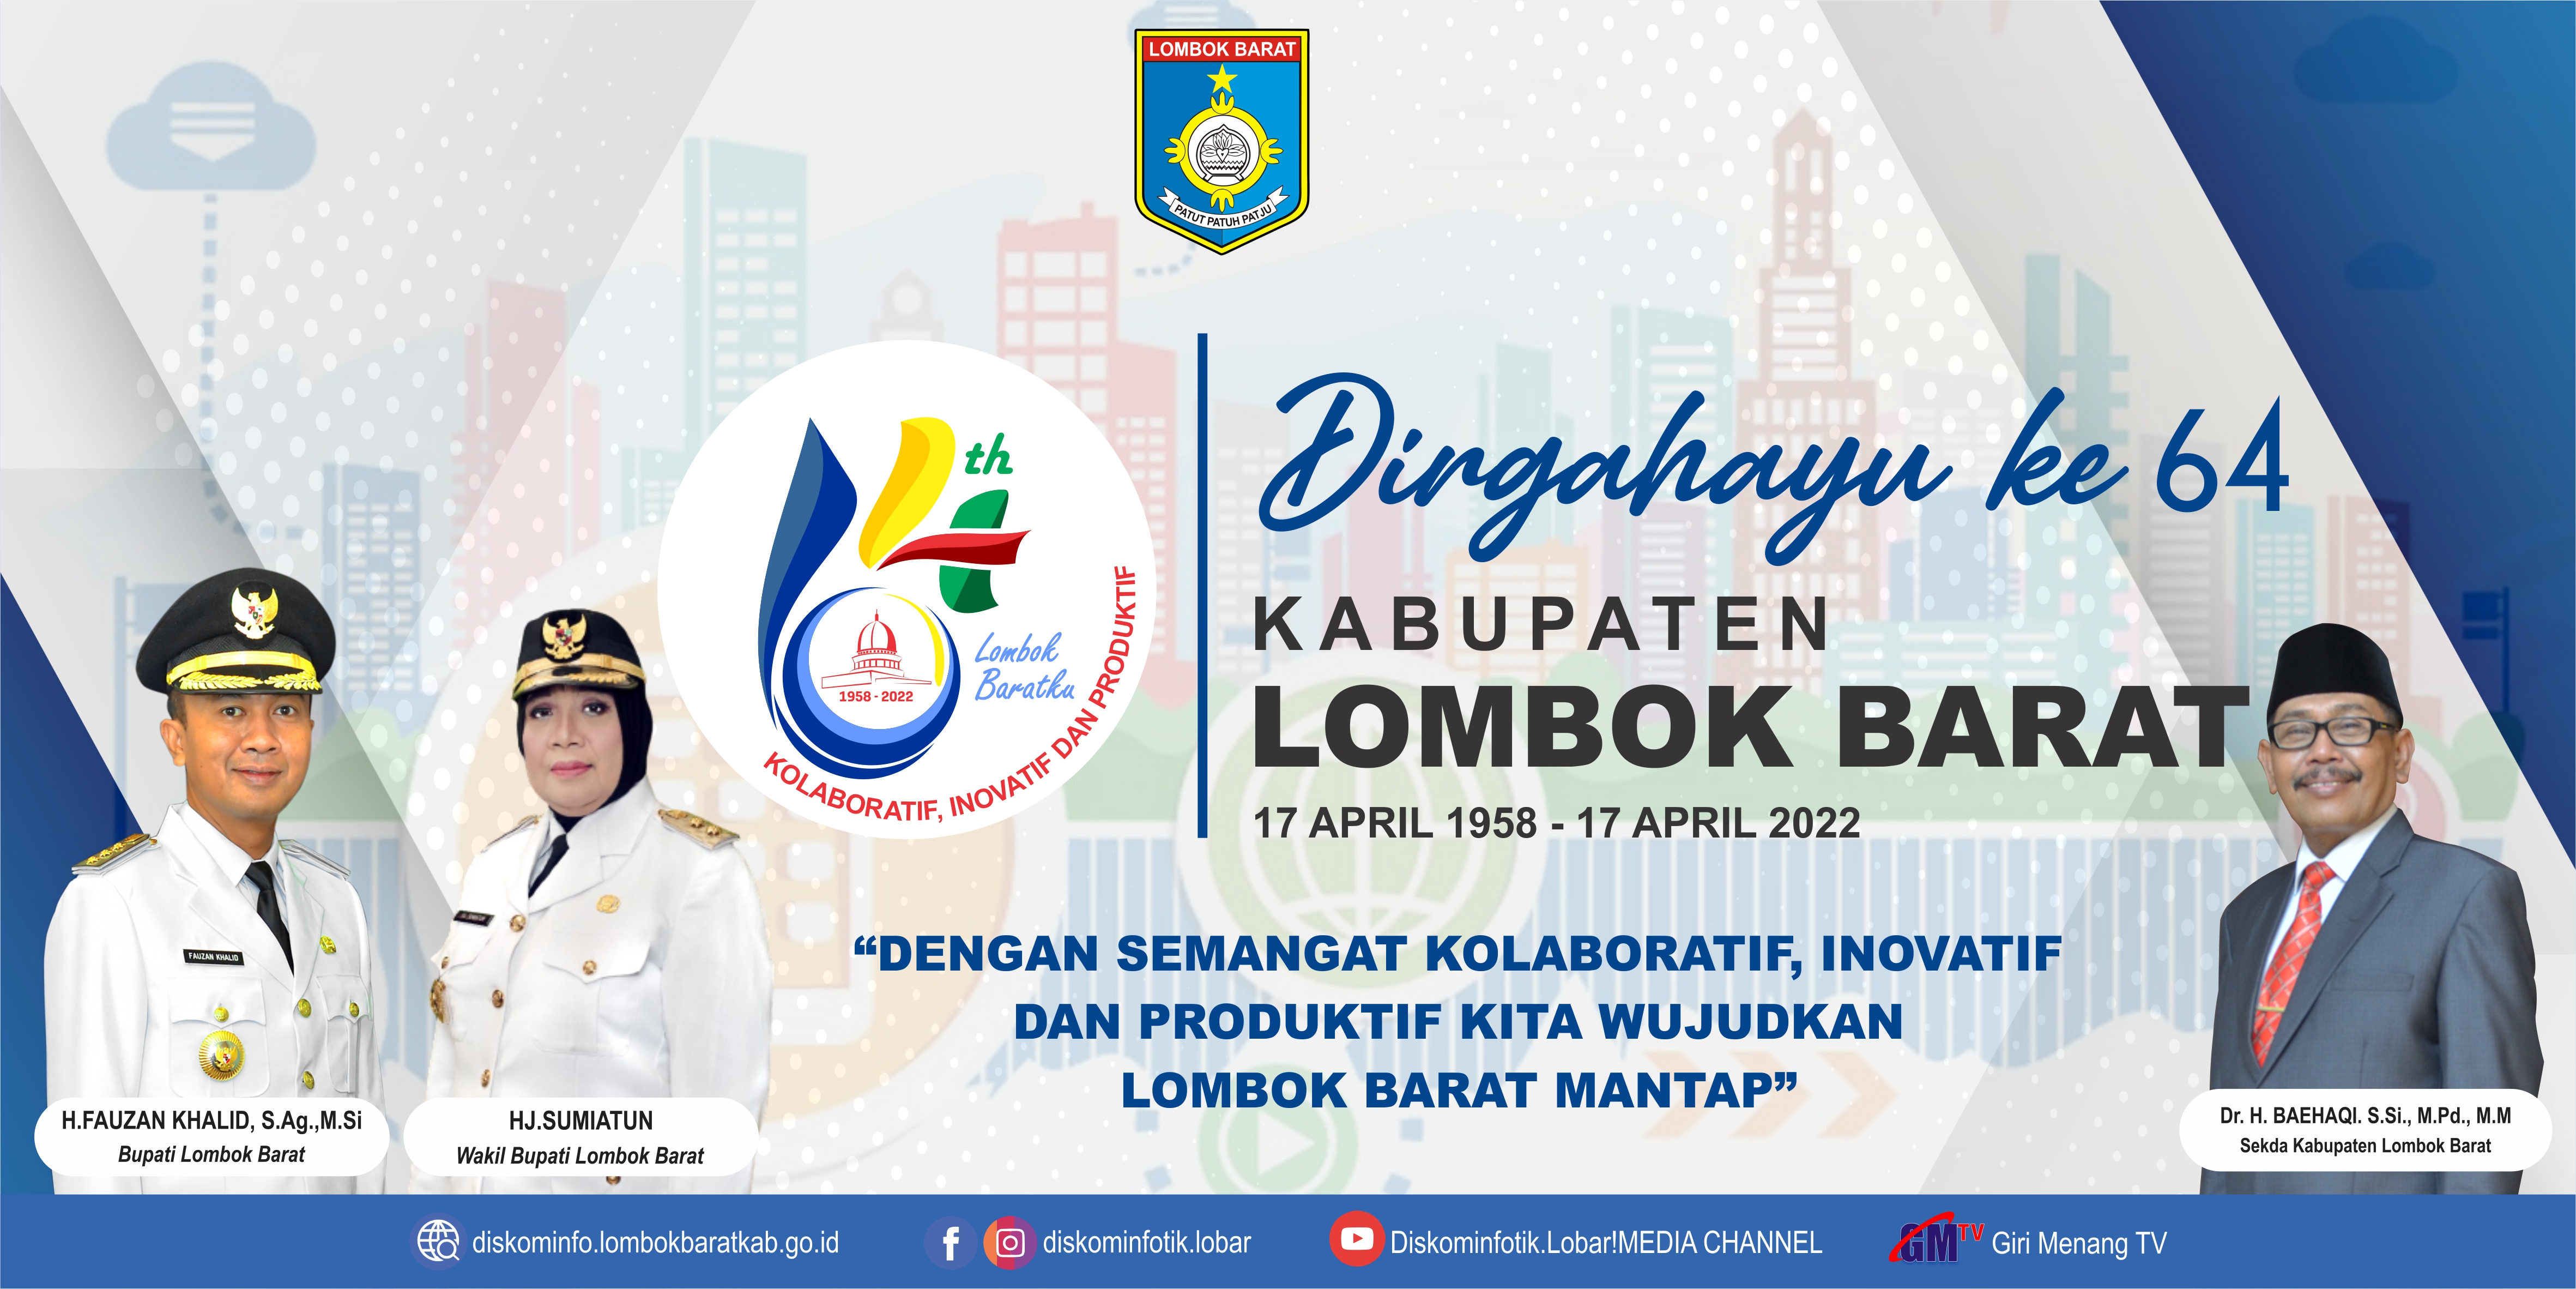 LOMBOK BARAT
PATUT PATUH PATJU
th
Lombok
Baratku
1958 - 2022
KOLABORATIF, INOVATIF DAN PRODUKTIF
Dirgahayu ke 64
KABUPATEN
LOMBOK BARAT
17 APRIL 1958 - 17 APRIL 2022
“DENGAN SEMANGAT KOLABORATIF, INOVATIF
DAN PRODUKTIF KITA WUJUDKAN
LOMBOK BARAT MANTAP”
FAUZAN KHALID
H.FAUZAN KHALID, S.Ag.,M.Si
Bupati Lombok Barat
HJ.SUMIATUN
Wakil Bupati Lombok Barat
Dr. H. BAEHAQI. S.Si., M.Pd., M.M
Sekda Kabupaten Lombok Barat
diskominfo.lombokbaratkab.go.id
diskominfotik.lobar
Diskominfotik.Lobar!MEDIA CHANNEL
GMTV Giri Menang TV